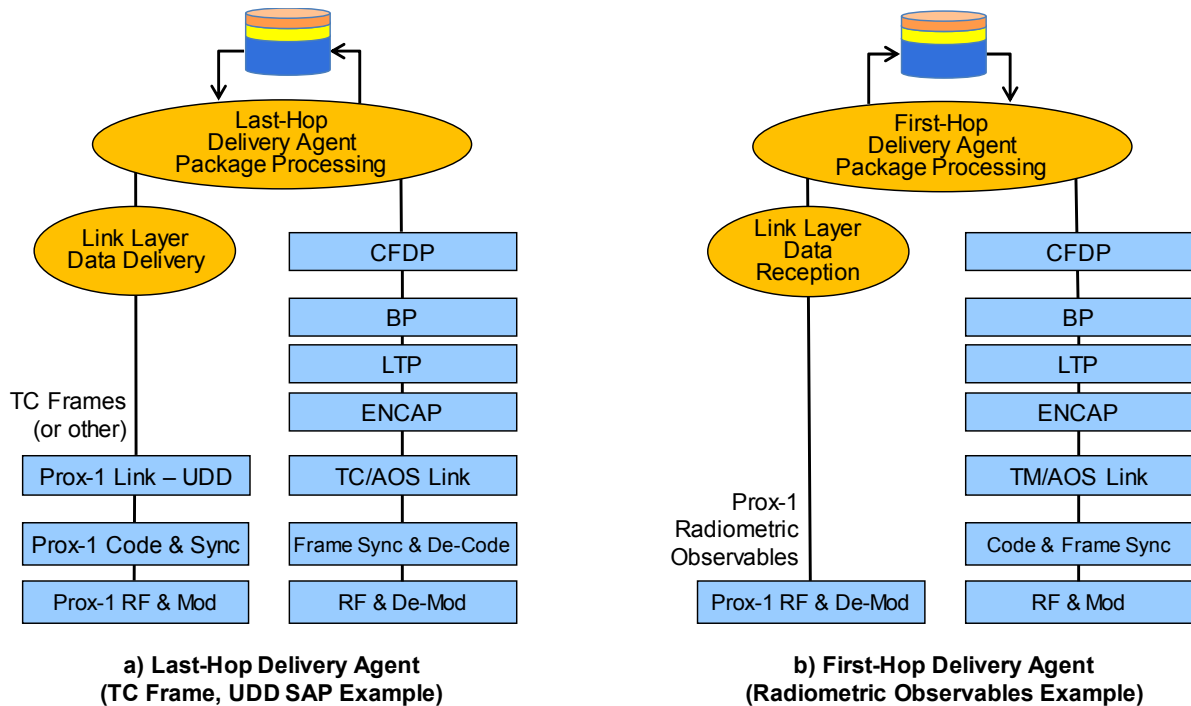 Last-Hop
Delivery Agent
Package Processing
Link Layer
Data Delivery
TC Frames
(or other)
Prox-1 Link – UDD
Prox-1 Code & Sync
Prox-1 RF & Mod
CFDP
BP
LTP
ENCAP
TC/AOS Link
Frame Sync & De-Code
RF & De-Mod
a) Last-Hop Delivery Agent
(TC Frame, UDD SAP Example)
First-Hop
Delivery Agent
Package Processing
Link Layer
Data
Reception
Prox-1
Radiometric
Observables
Prox-1 RF & De-Mod
CFDP
BP
LTP
ENCAP
TM/AOS Link
Code & Frame Sync
RF & Mod
b) First-Hop Delivery Agent
(Radiometric Observables Example)